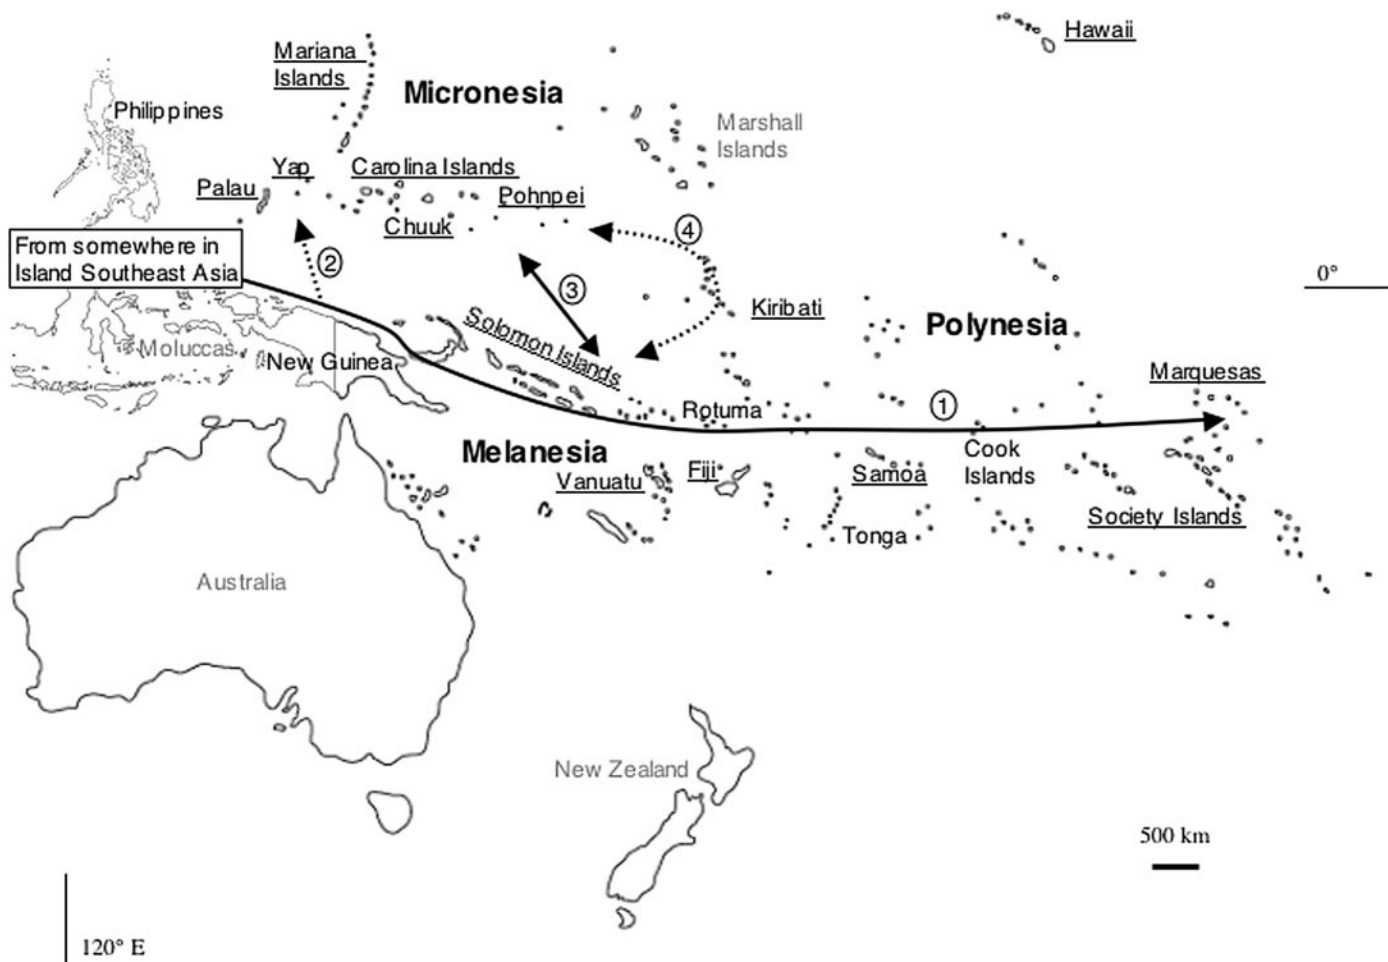 Hawaii
Mariana
Islands
Micronesia
Philippines
Marshall
Islands
Yap
Carolina Islands
Palau
Pohnpei
Chuuk
④
From somewhere in
Island Southeast Asia
②
③
0°
Kiribati
Solomon Islands
Polynesia
Moluccas
New Guinea
Marquesas
Rotuma
①
Melanesia
Cook
Islands
Vanuatu
Fiji
Samoa
Society Islands
Tonga
Australia
New Zealand
500 km
120° E